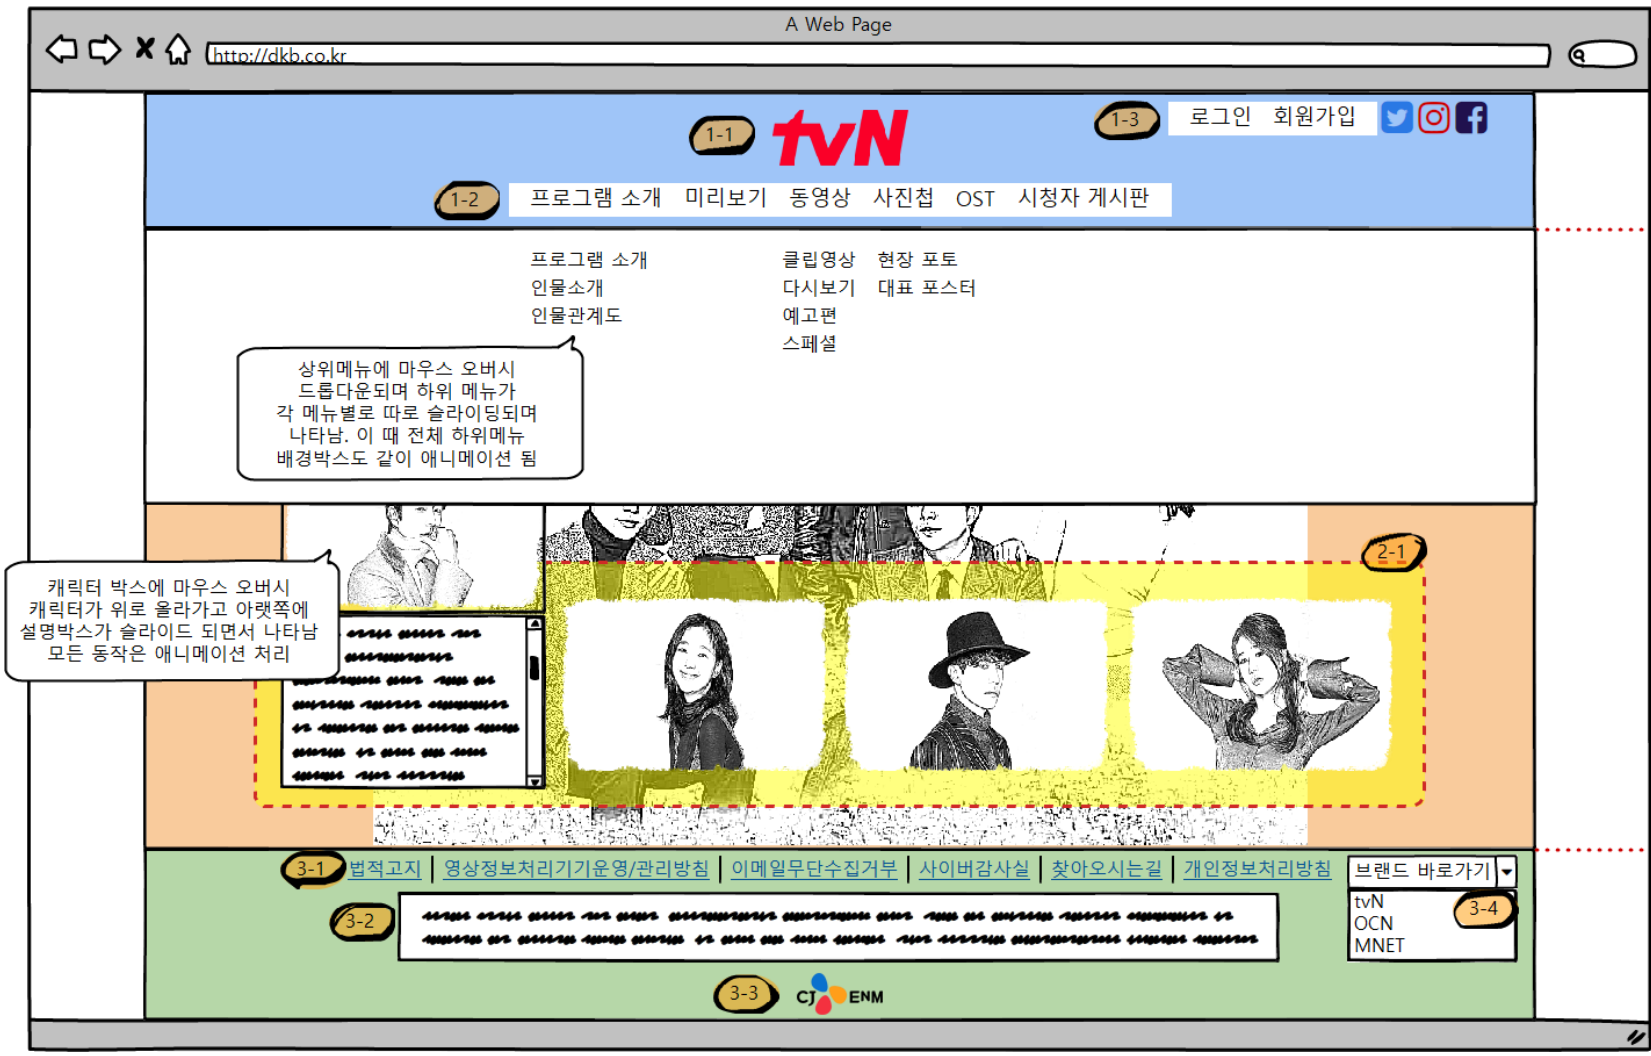 A Web Page
http://dkb.co.kr
1-1
tvN
1-3
로그인 회원가입
1-2
프로그램 소개 미리보기 동영상 사진첩 OST 시청자 게시판
프로그램 소개
인물소개
인물관계도
클립영상
다시보기
예고편
스페셜
현장 포토
대표 포스터
상위메뉴에 마우스 오버시
드롭다운되며 하위 메뉴가
각 메뉴별로 따로 슬라이딩되며
나타남. 이 때 전체 하위메뉴
배경박스도 같이 애니메이션 됨
2-1
캐릭터 박스에 마우스 오버시
캐릭터가 위로 올라가고 아랫쪽에
설명박스가 슬라이드 되면서 나타남
모든 동작은 애니메이션 처리
3-1
법적고지 영상정보처리기기운영/관리방침 이메일무단수집거부 사이버감사실 찾아오시는길 개인정보처리방침
브랜드 바로가기
tvN
OCN
MNET
3-4
3-2
3-3
CJ ENM